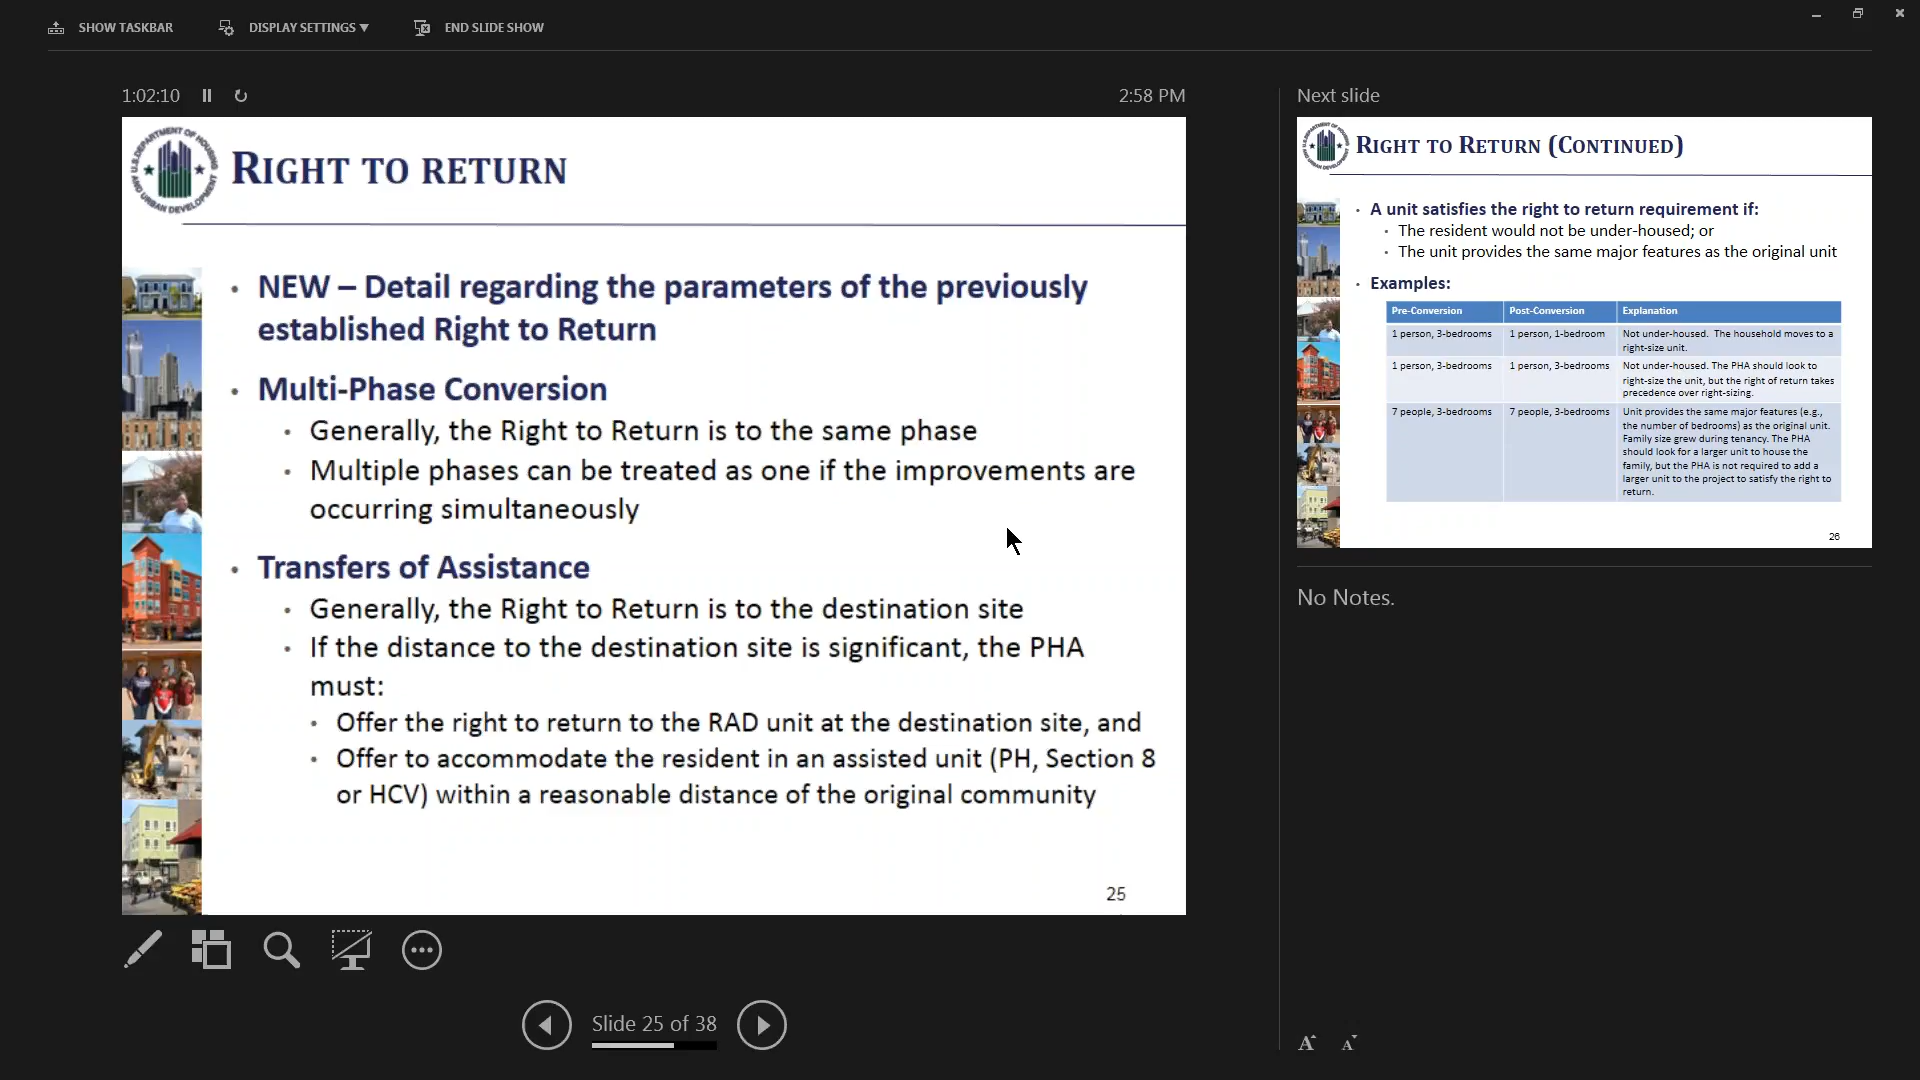 SHOW TASKBAR
DISPLAY SETTINGS
END SLIDE SHOW
1:02:10
2:58 PM
Next slide
U.S. DEPARTMENT OF HOUSING
AND URBAN DEVELOPMENT
RIGHT TO RETURN
• NEW – Detail regarding the parameters of the previously
established Right to Return
• Multi-Phase Conversion
• Generally, the Right to Return is to the same phase
• Multiple phases can be treated as one if the improvements are
occurring simultaneously
• Transfers of Assistance
• Generally, the Right to Return is to the destination site
• If the distance to the destination site is significant, the PHA
must:
• Offer the right to return to the RAD unit at the destination site, and
• Offer to accommodate the resident in an assisted unit (PH, Section 8
or HCV) within a reasonable distance of the original community
25
RIGHT TO RETURN (CONTINUED)
• A unit satisfies the right to return requirement if:
• The resident would not be under-housed; or
• The unit provides the same major features as the original unit
• Examples:
Pre-Conversion Post-Conversion Explanation
1 person, 3-bedrooms 1 person, 1-bedroom Not under-housed. The household moves to a
right-size unit.
1 person, 3-bedrooms 1 person, 3-bedrooms Not under-housed. The PHA should look to
right-size the unit, but the right of return takes
precedence over right-sizing.
7 people, 3-bedrooms 7 people, 3-bedrooms Unit provides the same major features (e.g.,
the number of bedrooms) as the original unit.
Family size grew during tenancy. The PHA
should look for a larger unit to house the
family, but the PHA is not required to add a
larger unit to the project to satisfy the right to
return.
26
No Notes.
Slide 25 of 38
A A